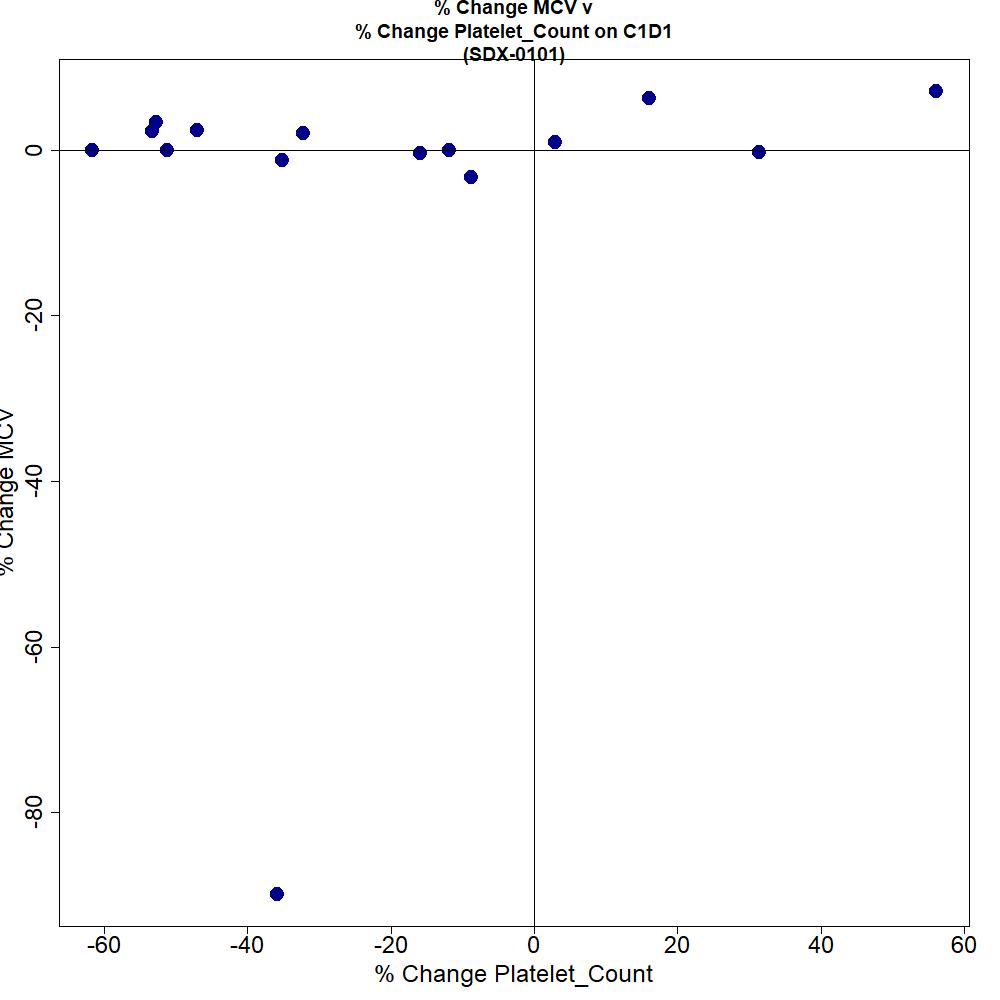 % Change MCV v
% Change Platelet_Count on C1D1
(SDX-0101)
% Change MCV
0
-20
-40
-60
-80
-60 -40 -20 0 20 40 60
% Change Platelet_Count